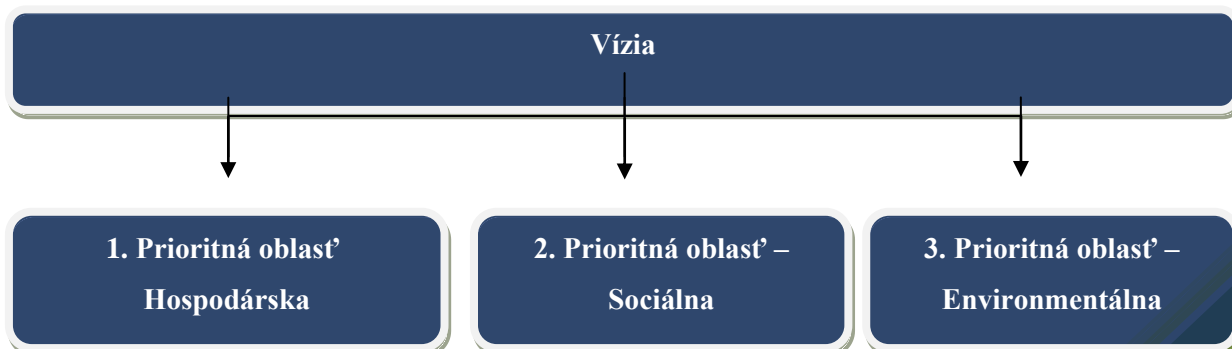 Vízia
1. Prioritná oblasť
Hospodárska
2. Prioritná oblasť –
Sociálna
3. Prioritná oblasť –
Environmentálna